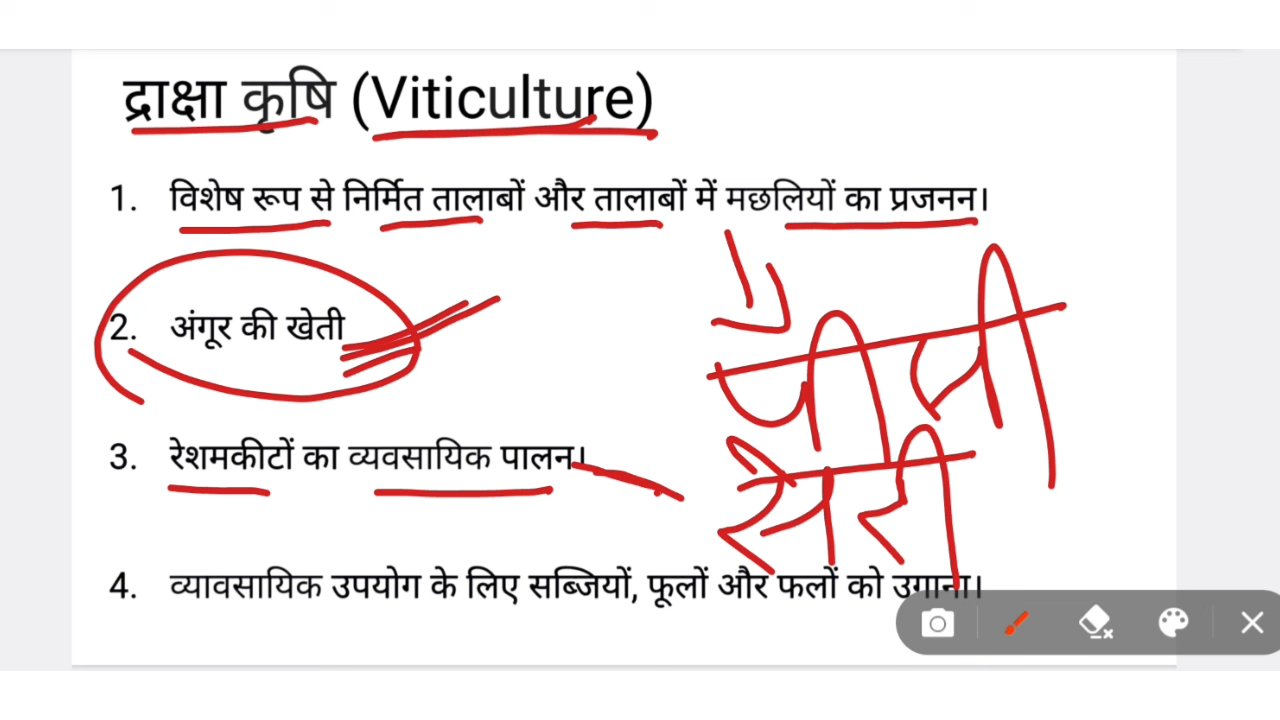 द्राक्षा कृषि (Viticulture)
1. विशेष रूप से निर्मित तालाबों और तालाबों में मछलियों का प्रजनन।
2. अंगूर की खेती
3. रेशमकीटों का व्यवसायिक पालन।
पीसी
सेरी
4. व्यावसायिक उपयोग के लिए सब्जियों, फूलों और फलों को उगाना।